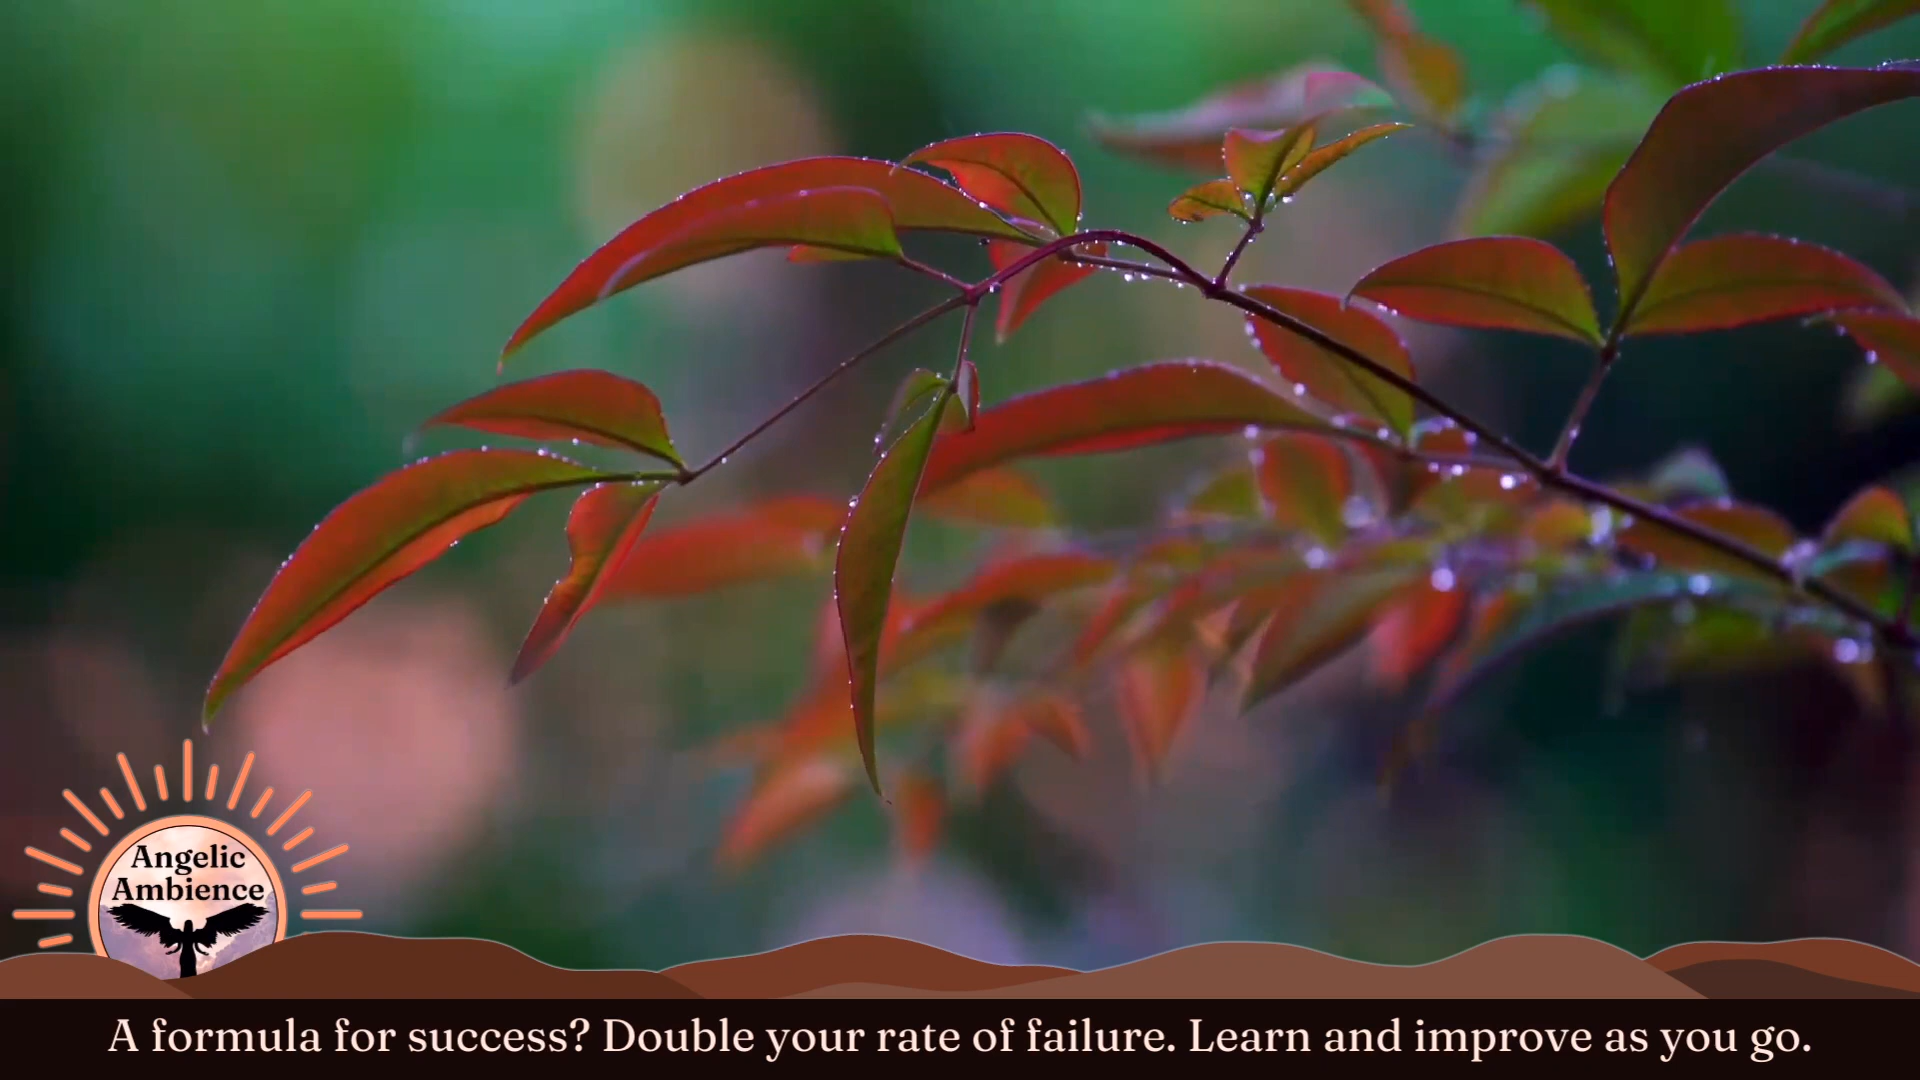 Angelic
Ambience
A formula for success? Double your rate of failure. Learn and improve as you go.